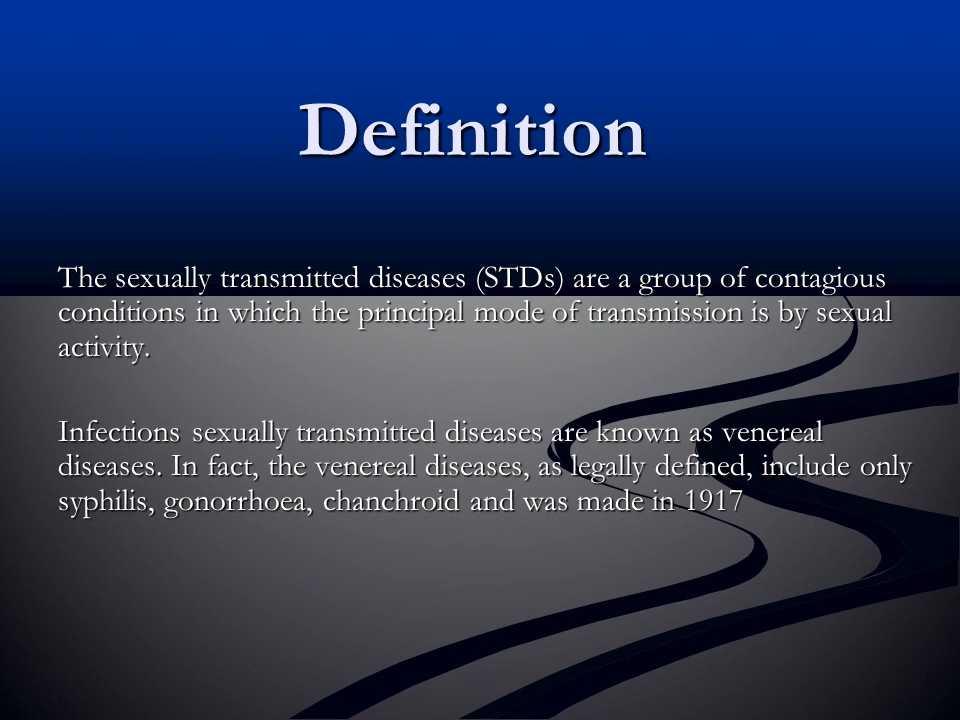 Definition
The sexually transmitted diseases (STDs) are a group of contagious
conditions in which the principal mode of transmission is by sexual
activity.
Infections sexually transmitted diseases are known as venereal
diseases. In fact, the venereal diseases, as legally defined, include only
syphilis, gonorrhoea, chanchroid and was made in 1917